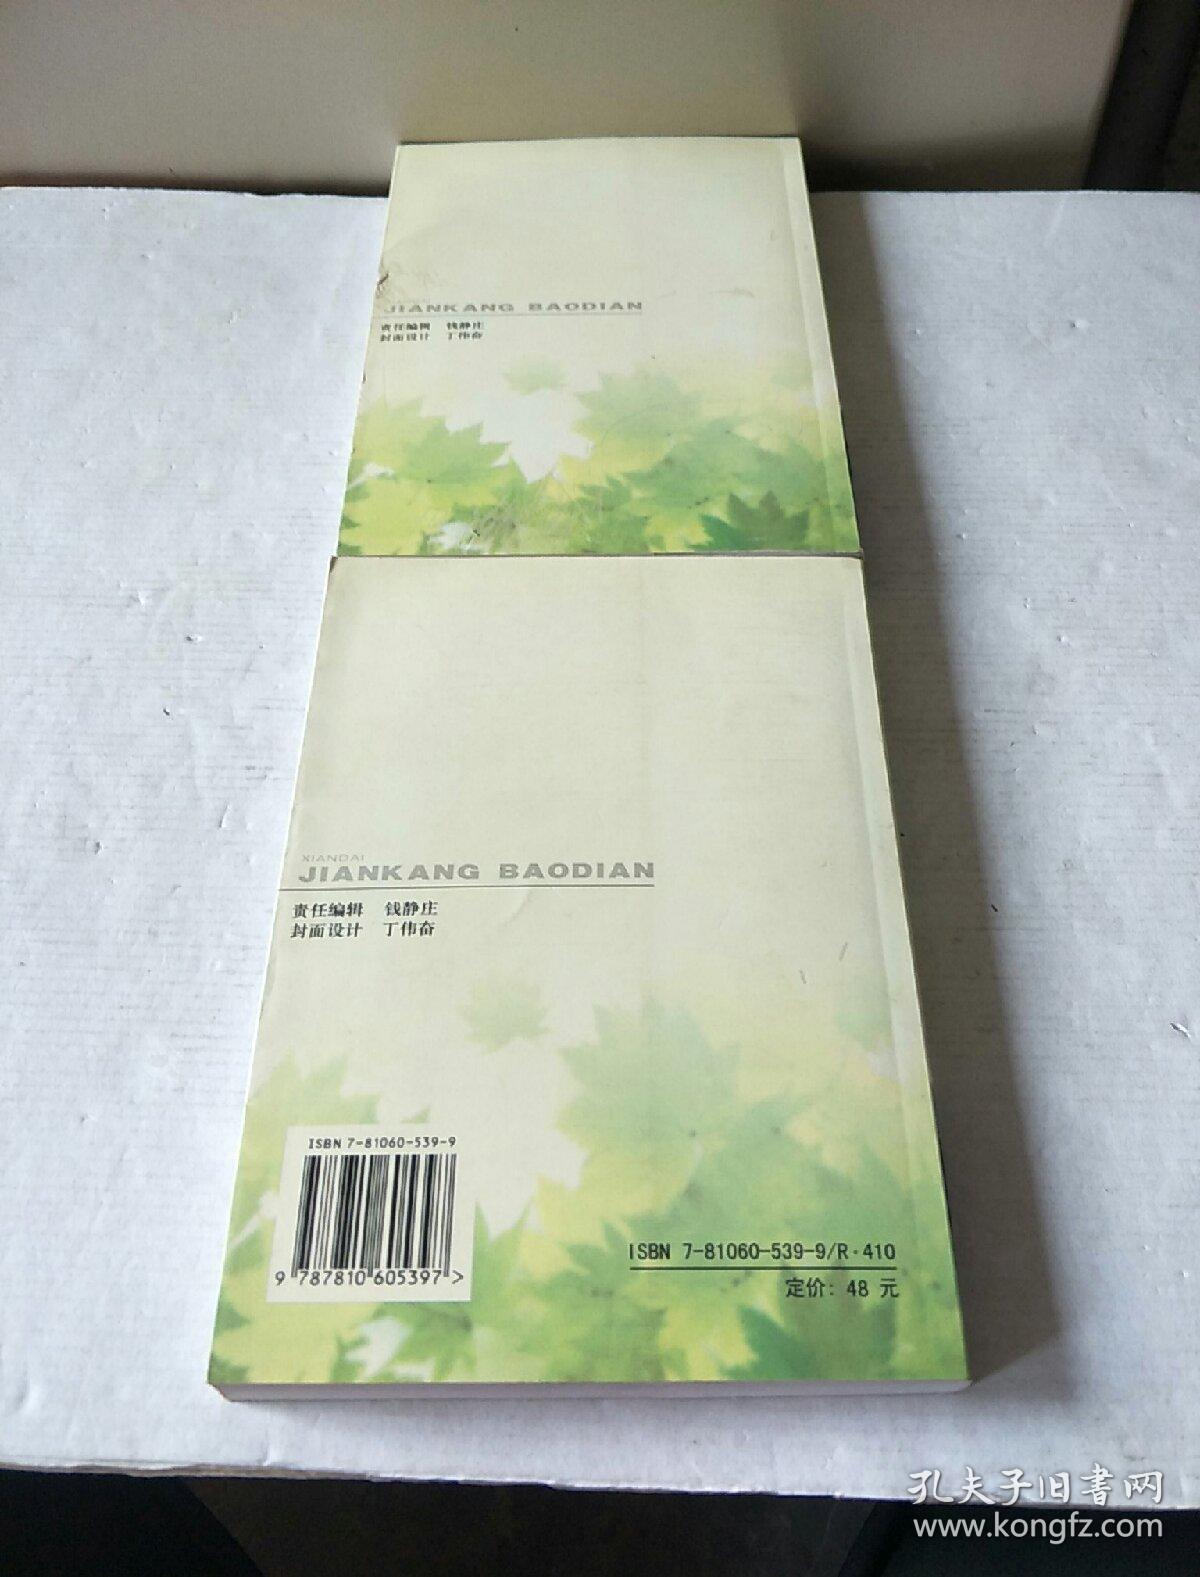 JIANKANG BAODIAN
责任编辑 钱静庄
封面设计 丁伟奋
XIANDAI
JIANKANG BAODIAN
责任编辑 钱静庄
封面设计 丁伟奋
ISBN 7-81060-539-9
9 787810 605397 >
ISBN 7-81060-539-9/R·410
定价: 48 元
孔夫子旧书网
www.kongfz.com